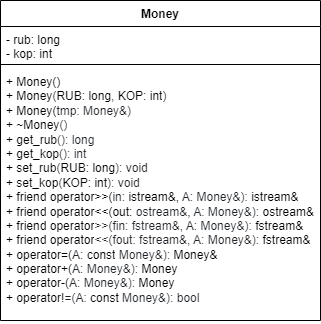 Money
- rub: long
- kop: int
+ Money()
+ Money(RUB: long, KOP: int)
+ Money(tmp: Money&)
+ ~Money()
+ get_rub(): long
+ get_kop(): int
+ set_rub(RUB: long): void
+ set_kop(KOP: int): void
+ friend operator>>(in: istream&, A: Money&): istream&
+ friend operator<<(out: ostream&, A: Money&): ostream&
+ friend operator>>(fin: fstream&, A: Money&): fstream&
+ friend operator<<(fout: fstream&, A: Money&): fstream&
+ operator=(A: const Money&): Money&
+ operator+(A: Money&): Money
+ operator-(A: Money&): Money
+ operator!=(A: const Money&): bool